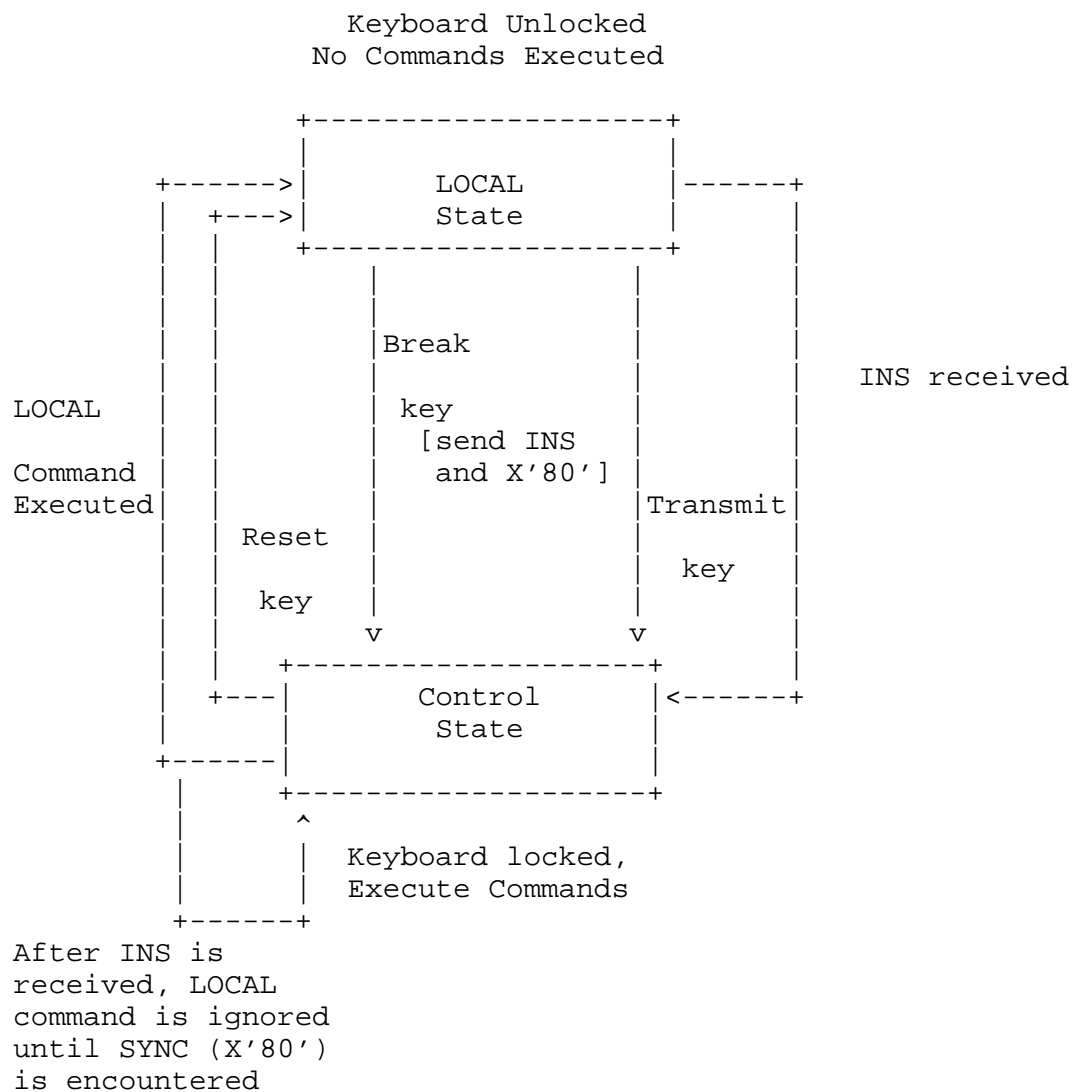 Keyboard Unlocked
No Commands Executed
LOCAL
State
Break
INS received
LOCAL
key
[send INS
Command
and X'80']
Executed
Transmit
Reset
key
key
Control
State
Keyboard locked,
Execute Commands
After INS is
received, LOCAL
command is ignored
until SYNC (X'80')
is encountered